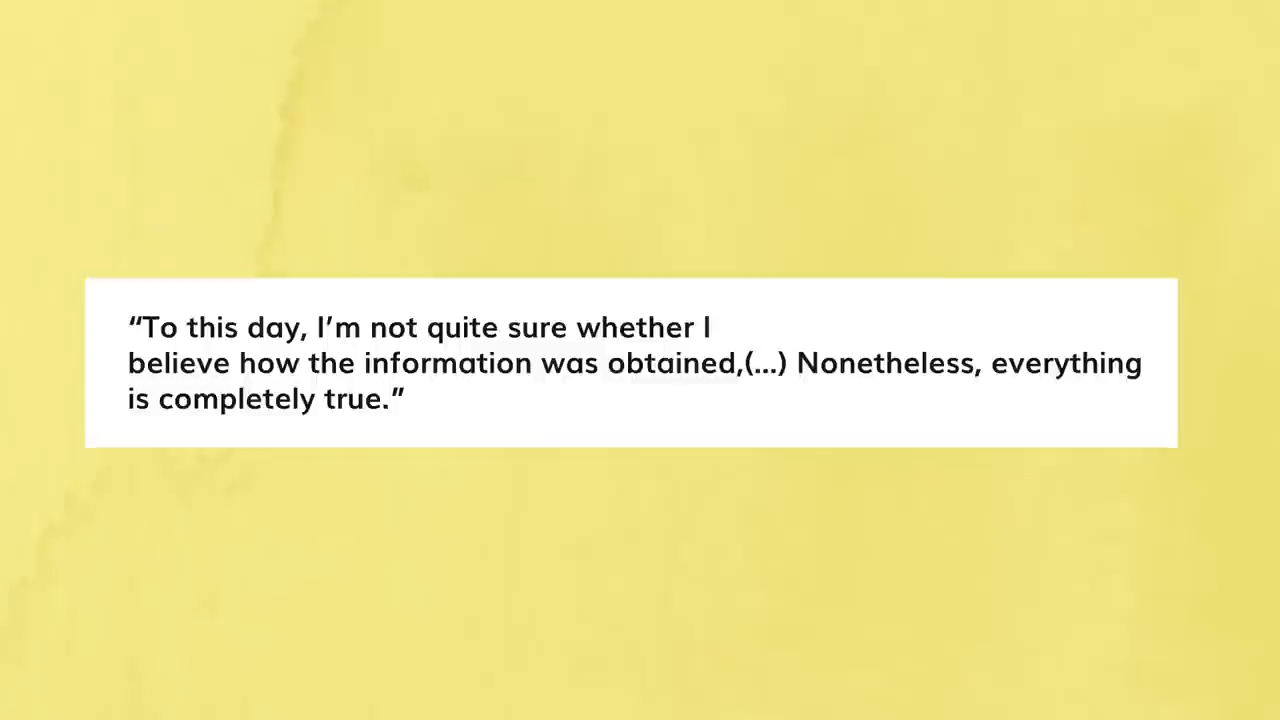 “To this day, I’m not quite sure whether I
believe how the information was obtained,(...) Nonetheless, everything
is completely true.”